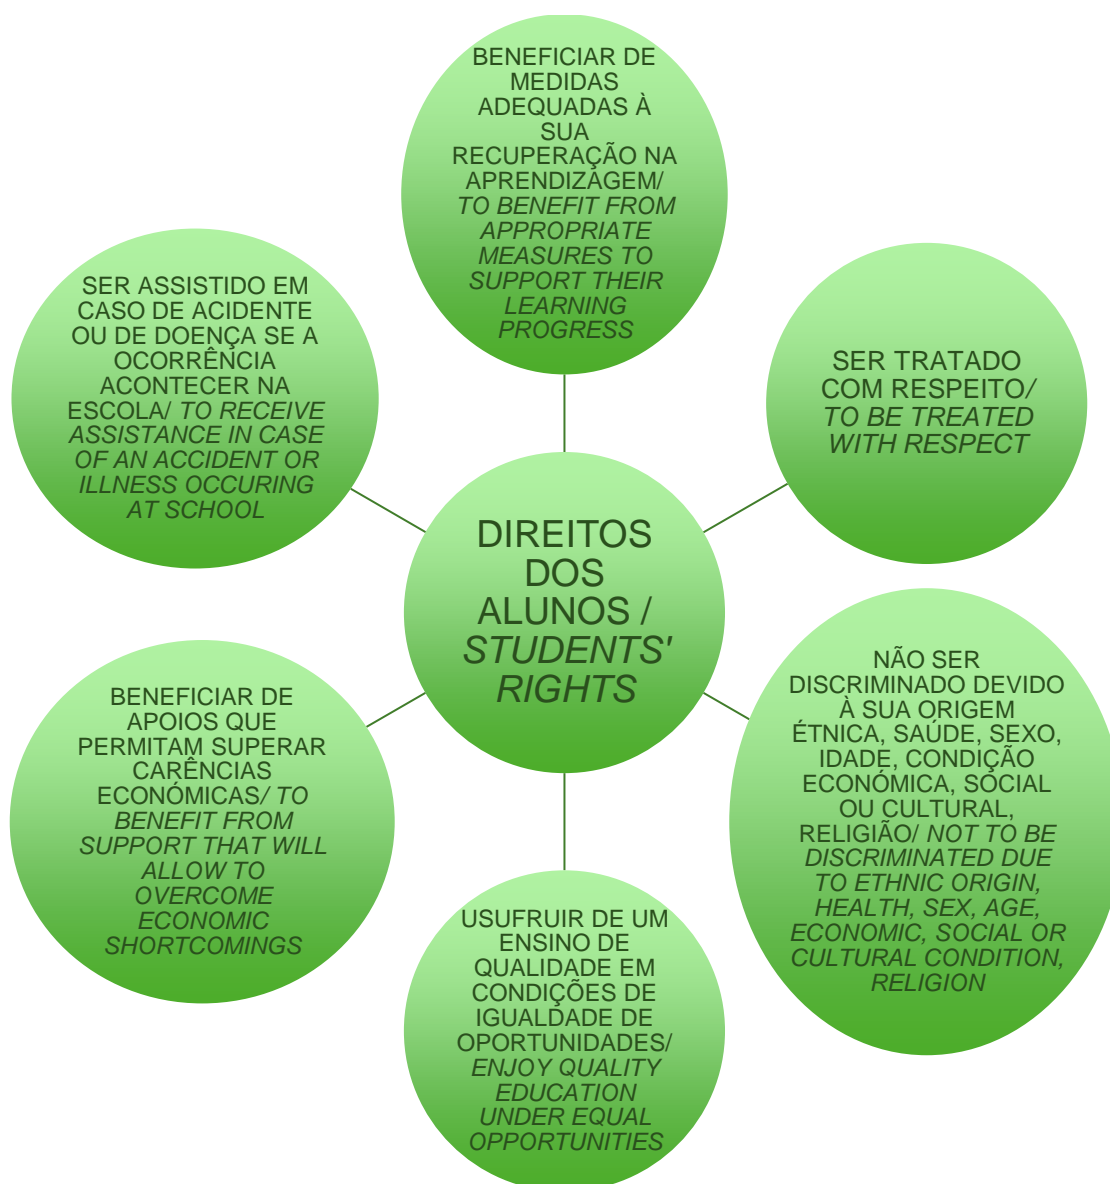 BENEFICIAR DE
MEDIDAS
ADEQUADAS À
SUA
RECUPERAÇÃO NA
APRENDIZAGEM/
TO BENEFIT FROM
APPROPRIATE
MEASURES TO
SUPPORT THEIR
LEARNING
PROGRESS
SER TRATADO
COM RESPEITO/
TO BE TREATED
WITH RESPECT
NÃO SER
DISCRIMINADO DEVIDO
À SUA ORIGEM
ÉTNICA, SAÚDE, SEXO,
IDADE, CONDIÇÃO
ECONÓMICA, SOCIAL
OU CULTURAL,
RELIGIÃO/ NOT TO BE
DISCRIMINATED DUE
TO ETHNIC ORIGIN,
HEALTH, SEX, AGE,
ECONOMIC, SOCIAL OR
CULTURAL CONDITION,
RELIGION
USUFRUIR DE UM
ENSINO DE
QUALIDADE EM
CONDIÇÕES DE
IGUALDADE DE
OPORTUNIDADES/
ENJOY QUALITY
EDUCATION
UNDER EQUAL
OPPORTUNITIES
BENEFICIAR DE
APOIOS QUE
PERMITAM SUPERAR
CARÊNCIAS
ECONÓMICAS/ TO
BENEFIT FROM
SUPPORT THAT WILL
ALLOW TO
OVERCOME
ECONOMIC
SHORTCOMINGS
SER ASSISTIDO EM
CASO DE ACIDENTE
OU DE DOENÇA SE A
OCORRÊNCIA
ACONTECER NA
ESCOLA/ TO RECEIVE
ASSISTANCE IN CASE
OF AN ACCIDENT OR
ILLNESS OCCURING
AT SCHOOL
DIREITOS
DOS
ALUNOS /
STUDENTS'
RIGHTS